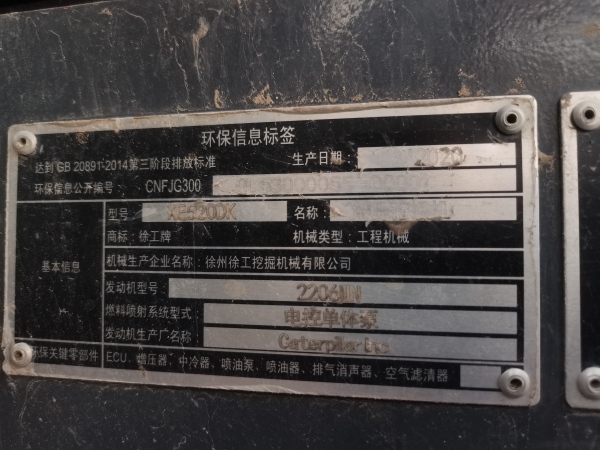 环保信息标签
达到 GB 20891-2014第三阶段排放标准 生产日期: 2020
环保信息公开编号: CNFJG300
型号: XE520DK 名称:
商标: 徐工牌 机械类型: 工程机械
基本信息
机械生产企业名称: 徐州徐工挖掘机械有限公司
发动机型号:
燃料喷射系统型式: 电控单体泵
发动机生产厂名称: Caterpillar Inc
环保关键零部件 ECU、增压器、中冷器、喷油泵、喷油器、排气消声器、空气滤清器